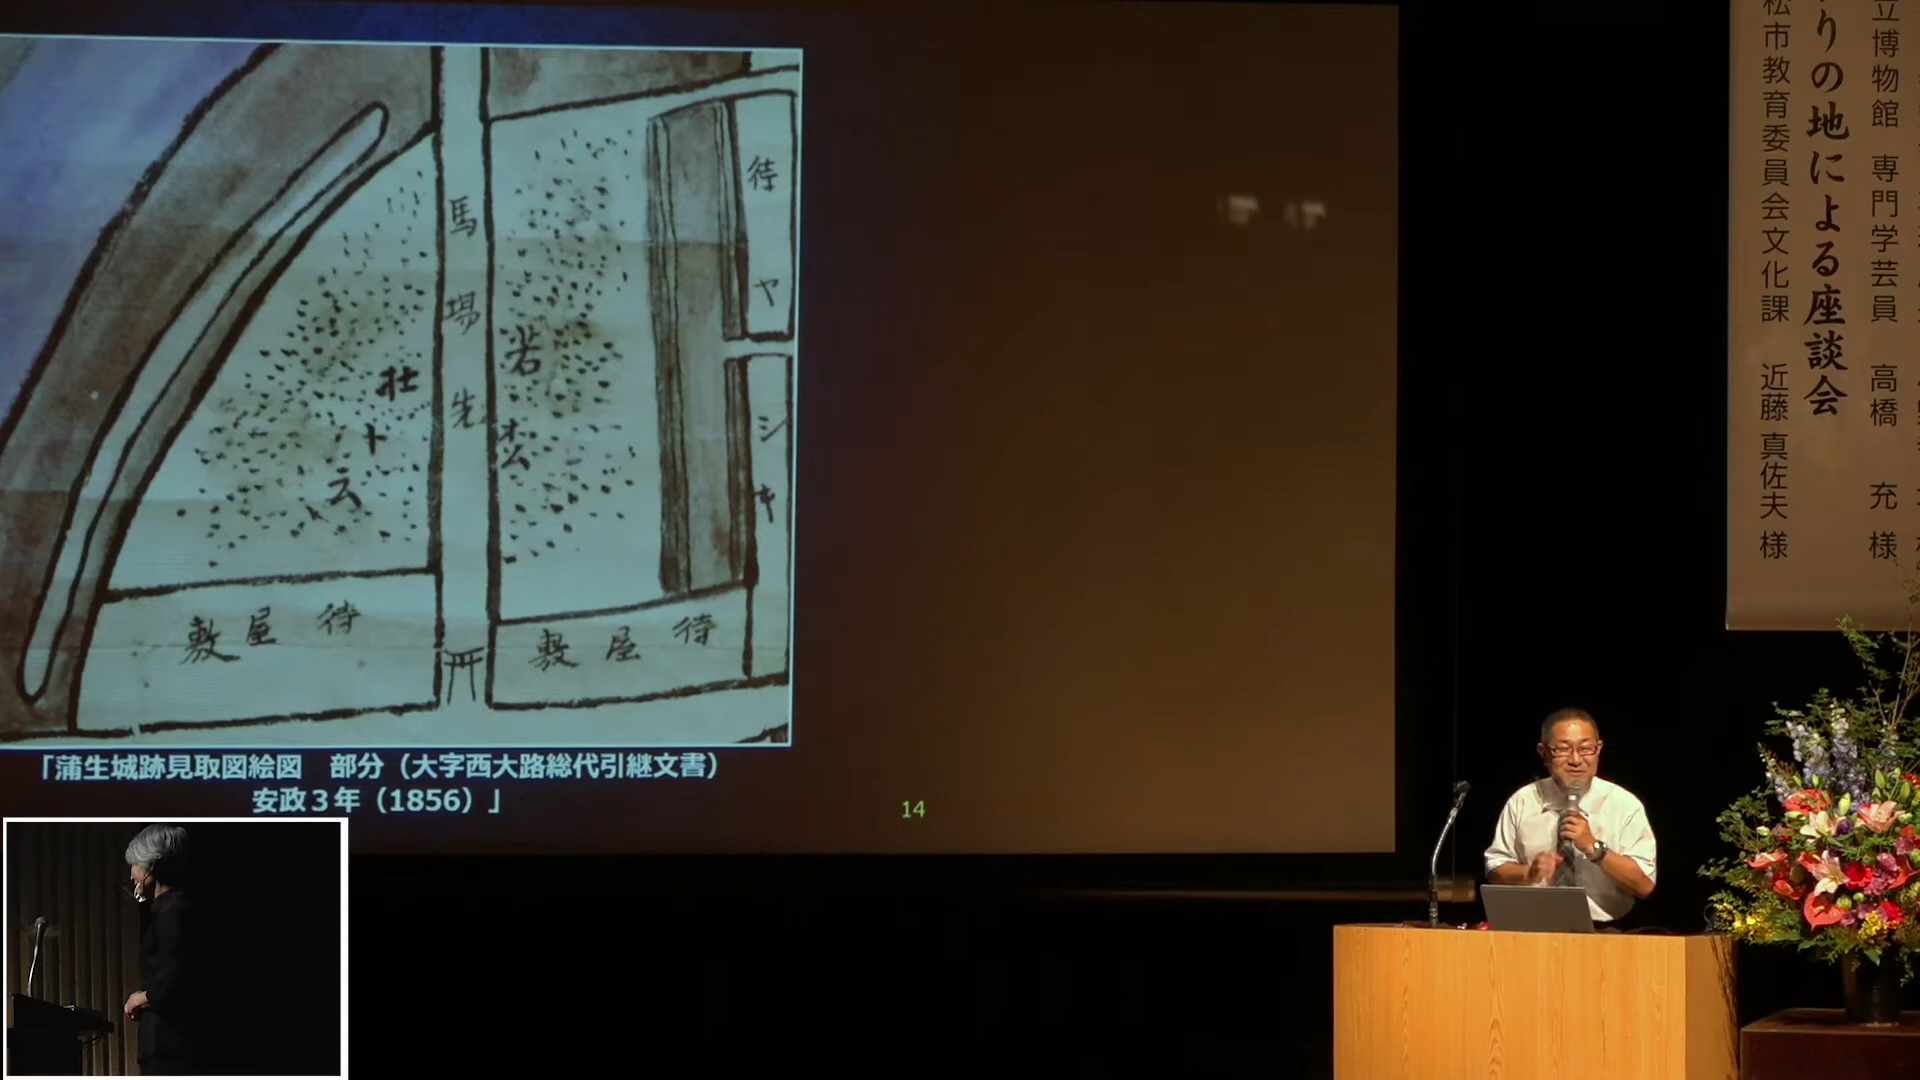 馬場先
若松
杜ト云
待ヤシキ
待屋敷
待屋敷
「蒲生城跡見取図絵図 部分（大字西大路総代引継文書）
安政３年（1856）」
14
立博物館 専門学芸員 高橋 充 様
りの地による座談会
松市教育委員会文化課 近藤 真佐夫 様